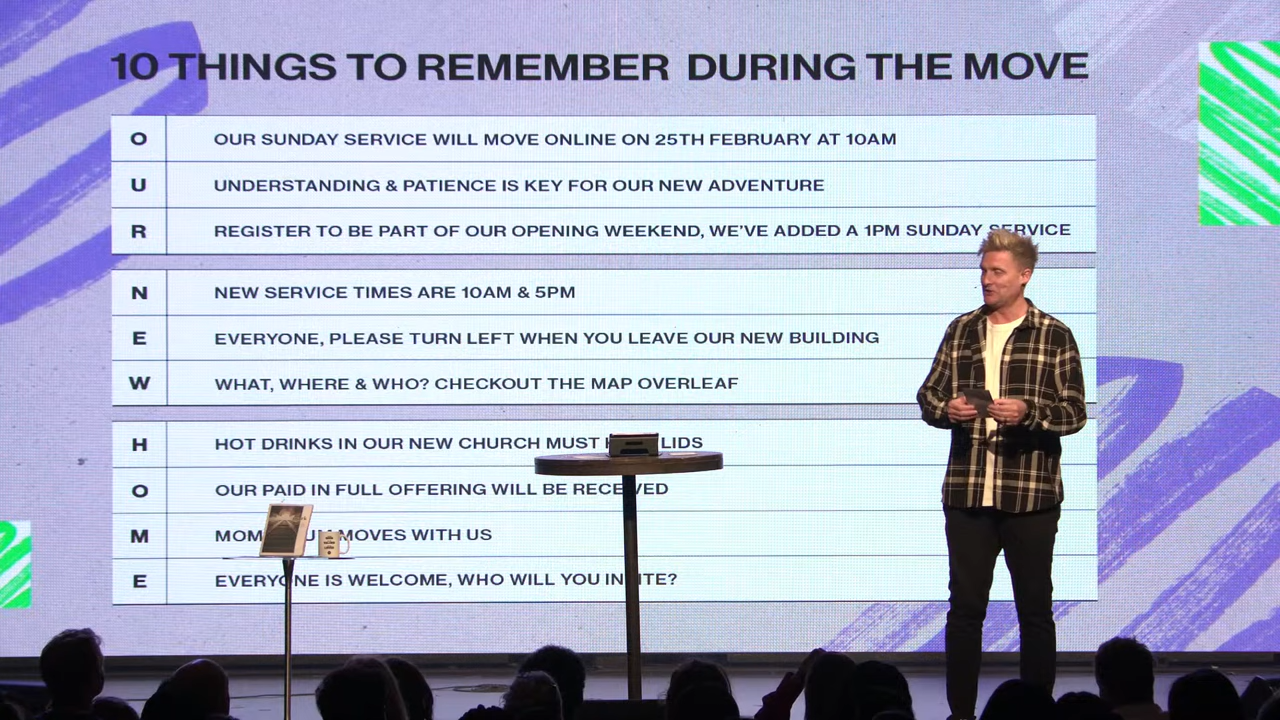 10 THINGS TO REMEMBER DURING THE MOVE
O OUR SUNDAY SERVICE WILL MOVE ONLINE ON 25TH FEBRUARY AT 10AM
U UNDERSTANDING & PATIENCE IS KEY FOR OUR NEW ADVENTURE
R REGISTER TO BE PART OF OUR OPENING WEEKEND, WE'VE ADDED A 1PM SUNDAY SERVICE
N NEW SERVICE TIMES ARE 10AM & 5PM
E EVERYONE, PLEASE TURN LEFT WHEN YOU LEAVE OUR NEW BUILDING
W WHAT, WHERE & WHO? CHECKOUT THE MAP OVERLEAF
H HOT DRINKS IN OUR NEW CHURCH MUST LIDS
O OUR PAID IN FULL OFFERING WILL BE RECEIVED
M MOVES WITH US
E EVERYONE IS WELCOME, WHO WILL YOU INVITE?